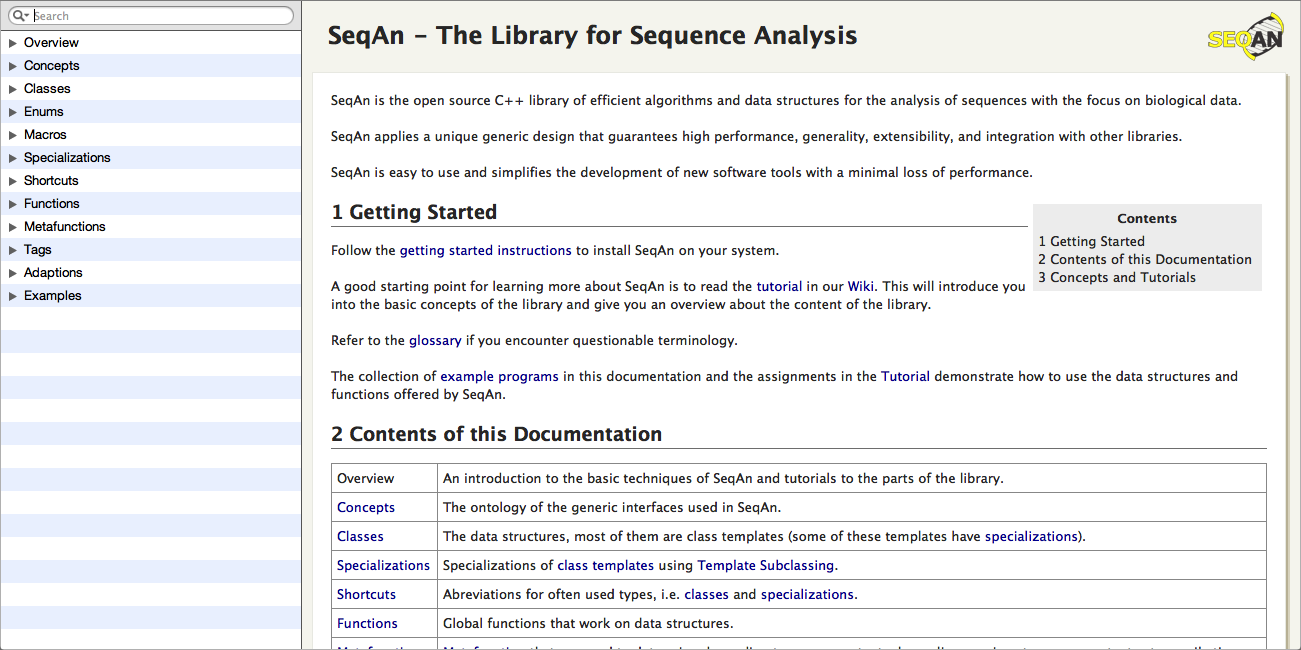 Search
Overview
Concepts
Classes
Enums
Macros
Specializations
Shortcuts
Functions
Metafunctions
Tags
Adaptions
Examples
SeqAn – The Library for Sequence Analysis
SEQAN
SeqAn is the open source C++ library of efficient algorithms and data structures for the analysis of sequences with the focus on biological data.
SeqAn applies a unique generic design that guarantees high performance, generality, extensibility, and integration with other libraries.
SeqAn is easy to use and simplifies the development of new software tools with a minimal loss of performance.
1 Getting Started
Contents
1 Getting Started
2 Contents of this Documentation
3 Concepts and Tutorials
Follow the getting started instructions to install SeqAn on your system.
A good starting point for learning more about SeqAn is to read the tutorial in our Wiki. This will introduce you
into the basic concepts of the library and give you an overview about the content of the library.
Refer to the glossary if you encounter questionable terminology.
The collection of example programs in this documentation and the assignments in the Tutorial demonstrate how to use the data structures and
functions offered by SeqAn.
2 Contents of this Documentation
Overview An introduction to the basic techniques of SeqAn and tutorials to the parts of the library.
Concepts The ontology of the generic interfaces used in SeqAn.
Classes The data structures, most of them are class templates (some of these templates have specializations).
Specializations Specializations of class templates using Template Subclassing.
Shortcuts Abreviations for often used types, i.e. classes and specializations.
Functions Global functions that work on data structures.